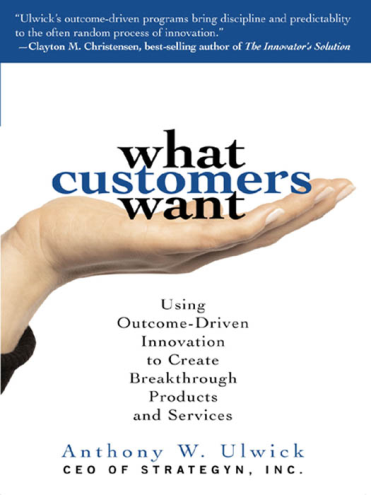 “Ulwick’s outcome-driven programs bring discipline and predictablity
to the often random process of innovation.”
—Clayton M. Christensen, best-selling author of The Innovator’s Solution
what
customers
want
Using
Outcome-Driven
Innovation
to Create
Breakthrough
Products
and Services
Anthony W. Ulwick
CEO OF STRATEGYN, INC.